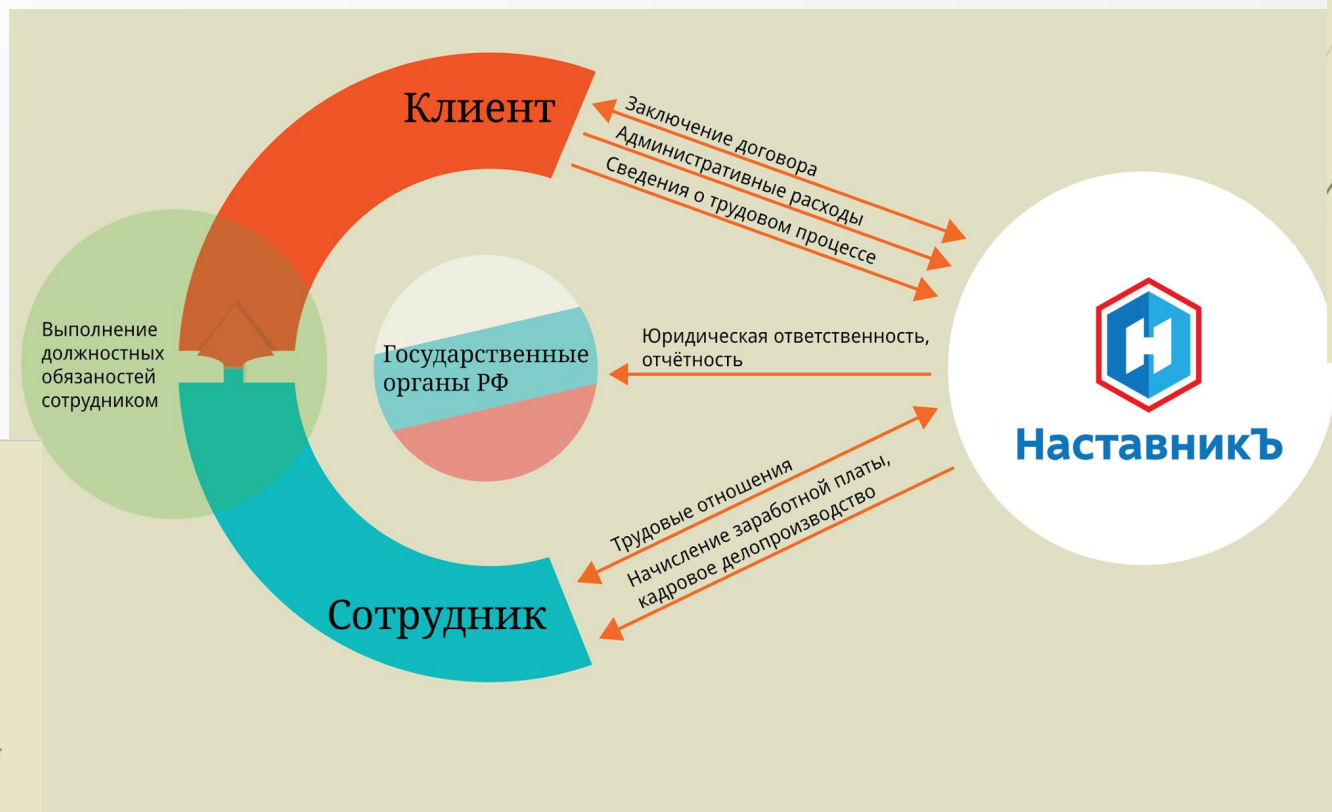 Клиент
Заключение договора
Административные расходы
Сведения о трудовом процессе
Выполнение
должностных
обязаностей
сотрудником
Государственные
органы РФ
Юридическая ответственность,
отчётность
НаставникЪ
Трудовые отношения
Начисление заработной платы,
кадровое делопроизводство
Сотрудник